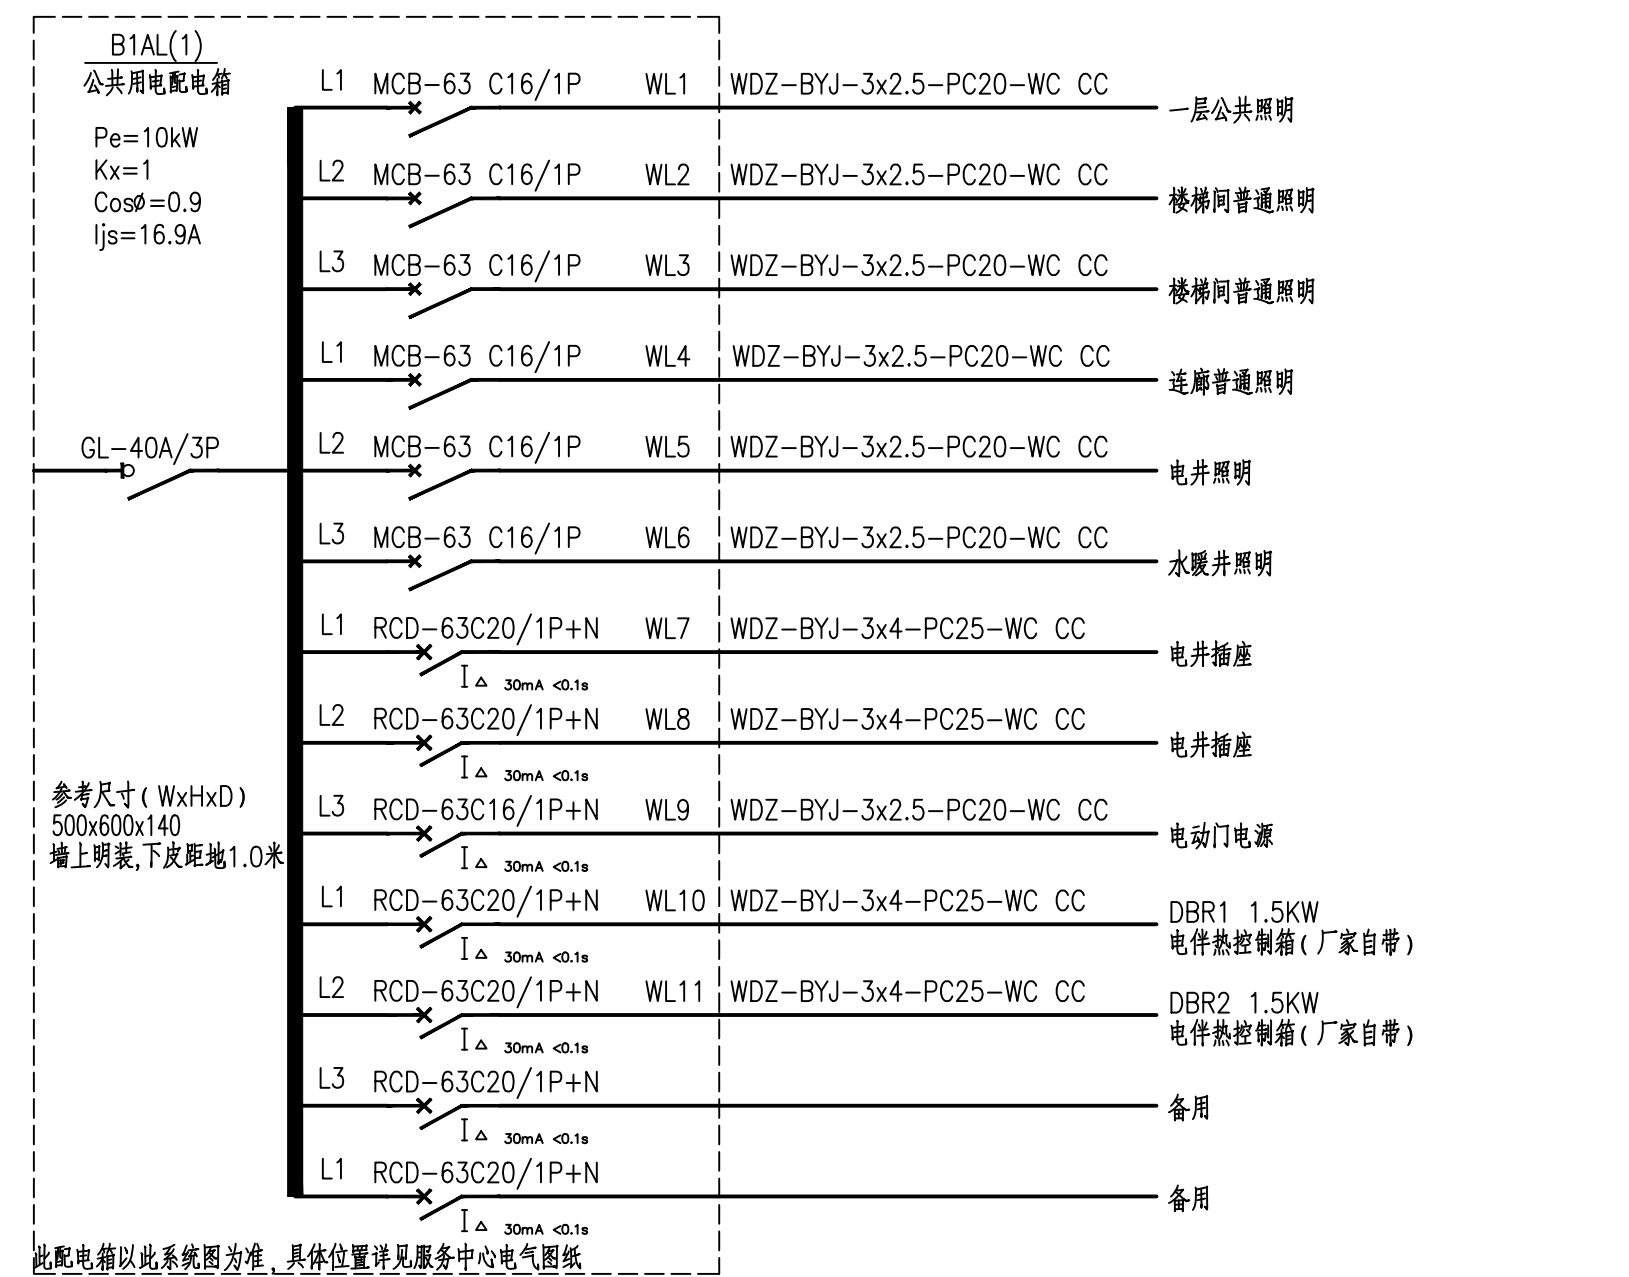 B1AL(1)
公共用电配电箱
Pe=10kW
Kx=1
CosØ=0.9
Ijs=16.9A
GL-40A/3P
参考尺寸(WxHxD)
500x600x140
墙上明装,下皮距地1.0米
L1 MCB-63 C16/1P WL1 WDZ-BYJ-3x2.5-PC20-WC CC
一层公共照明
L2 MCB-63 C16/1P WL2 WDZ-BYJ-3x2.5-PC20-WC CC
楼梯间普通照明
L3 MCB-63 C16/1P WL3 WDZ-BYJ-3x2.5-PC20-WC CC
楼梯间普通照明
L1 MCB-63 C16/1P WL4 WDZ-BYJ-3x2.5-PC20-WC CC
连廊普通照明
L2 MCB-63 C16/1P WL5 WDZ-BYJ-3x2.5-PC20-WC CC
电井照明
L3 MCB-63 C16/1P WL6 WDZ-BYJ-3x2.5-PC20-WC CC
水暖井照明
L1 RCD-63C20/1P+N WL7 WDZ-BYJ-3x4-PC25-WC CC
电井插座
I△ 30mA <0.1s
L2 RCD-63C20/1P+N WL8 WDZ-BYJ-3x4-PC25-WC CC
电井插座
I△ 30mA <0.1s
L3 RCD-63C16/1P+N WL9 WDZ-BYJ-3x2.5-PC20-WC CC
电动门电源
I△ 30mA <0.1s
L1 RCD-63C20/1P+N WL10 WDZ-BYJ-3x4-PC25-WC CC
DBR1 1.5KW
电伴热控制箱(厂家自带)
I△ 30mA <0.1s
L2 RCD-63C20/1P+N WL11 WDZ-BYJ-3x4-PC25-WC CC
DBR2 1.5KW
电伴热控制箱(厂家自带)
I△ 30mA <0.1s
L3 RCD-63C20/1P+N
备用
I△ 30mA <0.1s
L1 RCD-63C20/1P+N
备用
I△ 30mA <0.1s
此配电箱以此系统图为准,具体位置详见服务中心电气图纸